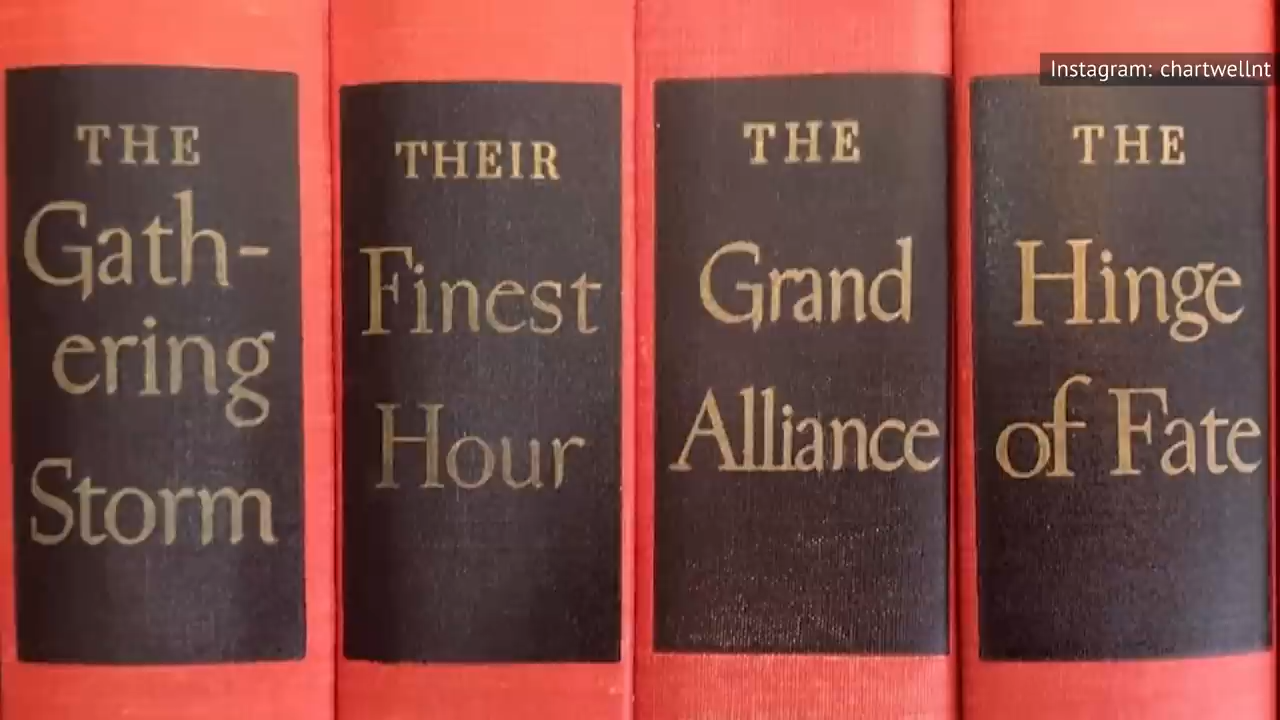 Instagram: chartwellnt
THE
Gath-
ering
Storm
THEIR
Finest
Hour
THE
Grand
Alliance
THE
Hinge
of Fate